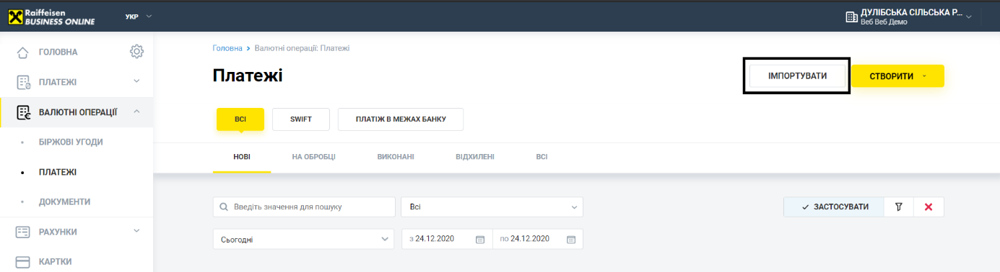 Raiffeisen
BUSINESS ONLINE
УКР
ДУЛІБСЬКА СІЛЬСЬКА Р...
Веб Веб Демо
ГОЛОВНА
ПЛАТЕЖІ
ВАЛЮТНІ ОПЕРАЦІЇ
БІРЖОВІ УГОДИ
ПЛАТЕЖІ
ДОКУМЕНТИ
РАХУНКИ
КАРТКИ
Головна > Валютні операції: Платежі
Платежі
ІМПОРТУВАТИ
СТВОРИТИ
ВСІ
SWIFT
ПЛАТІЖ В МЕЖАХ БАНКУ
НОВІ
НА ОБРОБЦІ
ВИКОНАНІ
ВІДХИЛЕНІ
ВСІ
Введіть значення для пошуку
Всі
ЗАСТОСУВАТИ
Сьогодні
з 24.12.2020
по 24.12.2020